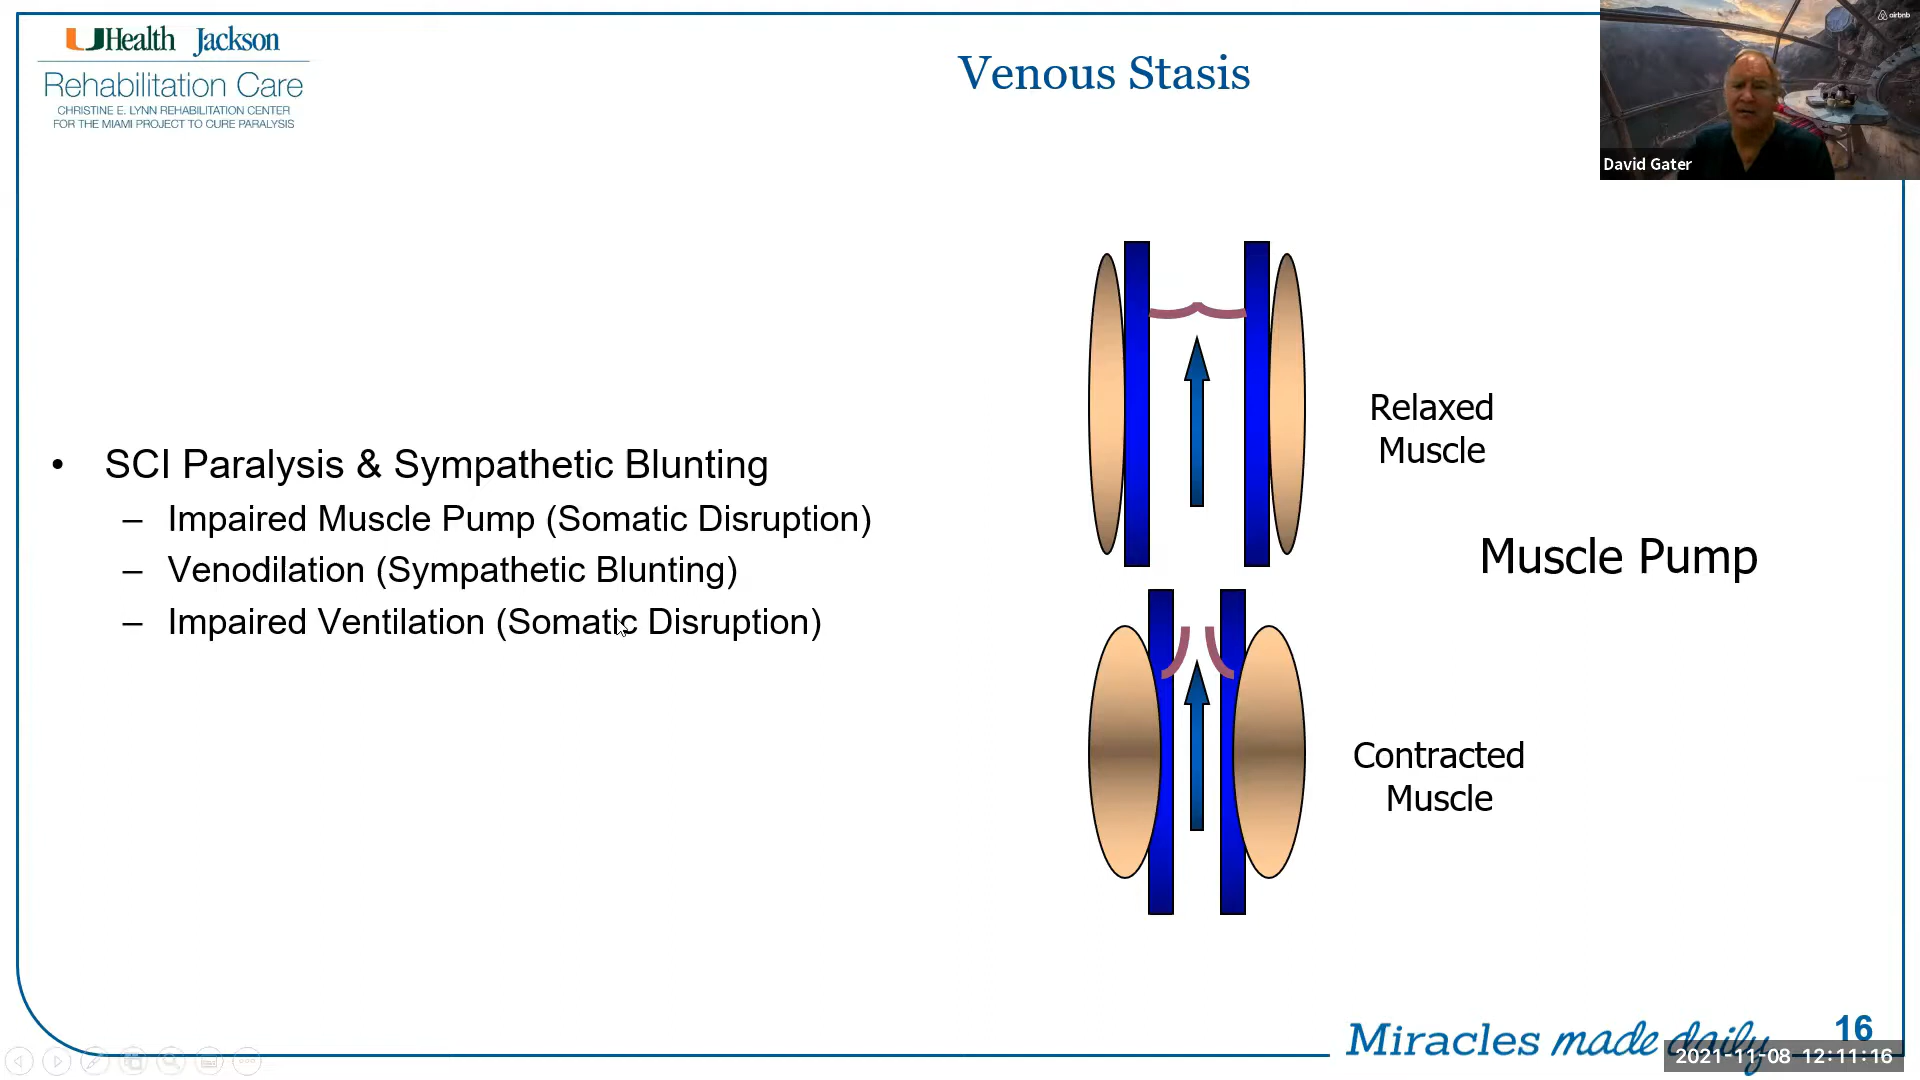 UHealth Jackson
Rehabilitation Care
CHRISTINE E. LYNN REHABILITATION CENTER
FOR THE MIAMI PROJECT TO CURE PARALYSIS
Venous Stasis
airbnb
David Gater
• SCI Paralysis & Sympathetic Blunting
– Impaired Muscle Pump (Somatic Disruption)
– Venodilation (Sympathetic Blunting)
– Impaired Ventilation (Somatic Disruption)
Relaxed
Muscle
Muscle Pump
Contracted
Muscle
Miracles made daily
16
2021-11-08 12:11:16